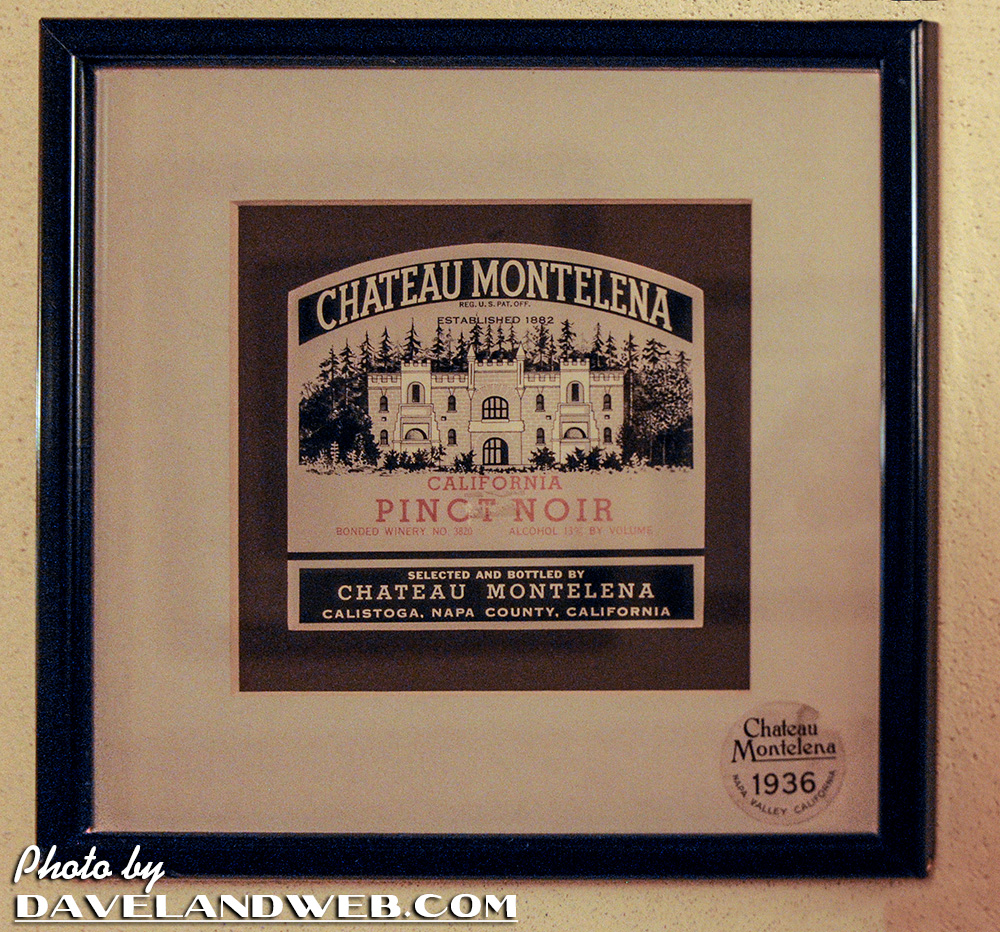 CHATEAU MONTELENA
REG. U.S. PAT. OFF.
ESTABLISHED 1882
CALIFORNIA
PINOT NOIR
BONDED WINERY NO. 3820 ALCOHOL 13% BY VOLUME
SELECTED AND BOTTLED BY
CHATEAU MONTELENA
CALISTOGA, NAPA COUNTY, CALIFORNIA
Chateau
Montelena
1936
NAPA VALLEY CALIFORNIA
Photo by
DAVELANDWEB.COM